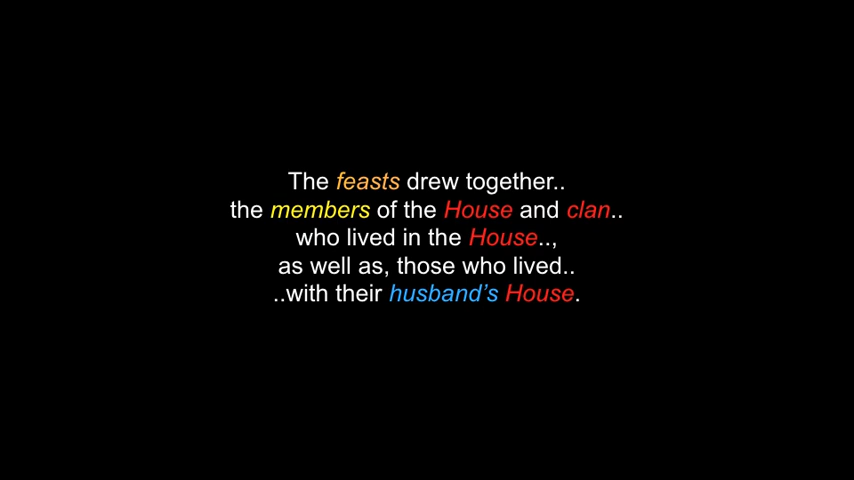 The feasts drew together..
the members of the House and clan..
who lived in the House..,
as well as, those who lived..
..with their husband’s House.